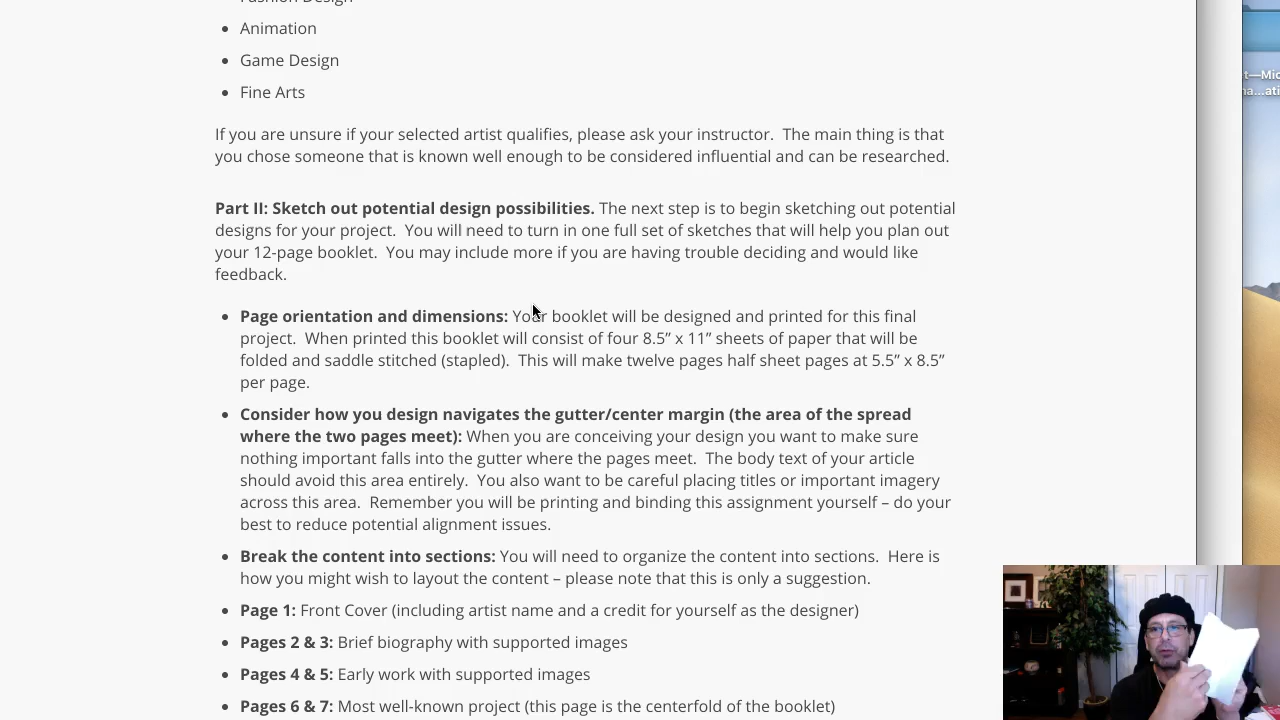 Fashion Design
Animation
Game Design
Fine Arts
If you are unsure if your selected artist qualifies, please ask your instructor.  The main thing is that
you chose someone that is known well enough to be considered influential and can be researched.
Part II: Sketch out potential design possibilities. The next step is to begin sketching out potential
designs for your project.  You will need to turn in one full set of sketches that will help you plan out
your 12-page booklet.  You may include more if you are having trouble deciding and would like
feedback.
Page orientation and dimensions: Your booklet will be designed and printed for this final
project.  When printed this booklet will consist of four 8.5” x 11” sheets of paper that will be
folded and saddle stitched (stapled).  This will make twelve pages half sheet pages at 5.5” x 8.5”
per page.
Consider how you design navigates the gutter/center margin (the area of the spread
where the two pages meet): When you are conceiving your design you want to make sure
nothing important falls into the gutter where the pages meet.  The body text of your article
should avoid this area entirely.  You also want to be careful placing titles or important imagery
across this area.  Remember you will be printing and binding this assignment yourself – do your
best to reduce potential alignment issues.
Break the content into sections: You will need to organize the content into sections.  Here is
how you might wish to layout the content – please note that this is only a suggestion.
Page 1: Front Cover (including artist name and a credit for yourself as the designer)
Pages 2 & 3: Brief biography with supported images
Pages 4 & 5: Early work with supported images
Pages 6 & 7: Most well-known project (this page is the centerfold of the booklet)